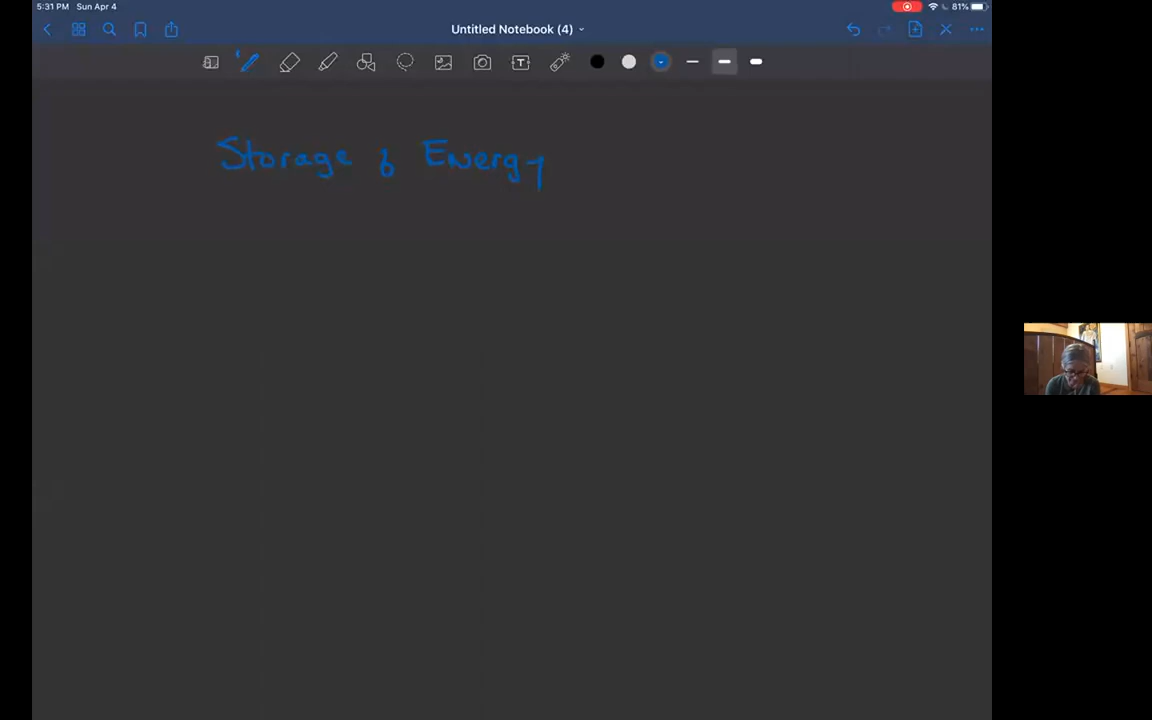 5:31 PM Sun Apr 4 81%
Untitled Notebook (4)
T
Storage & Energy